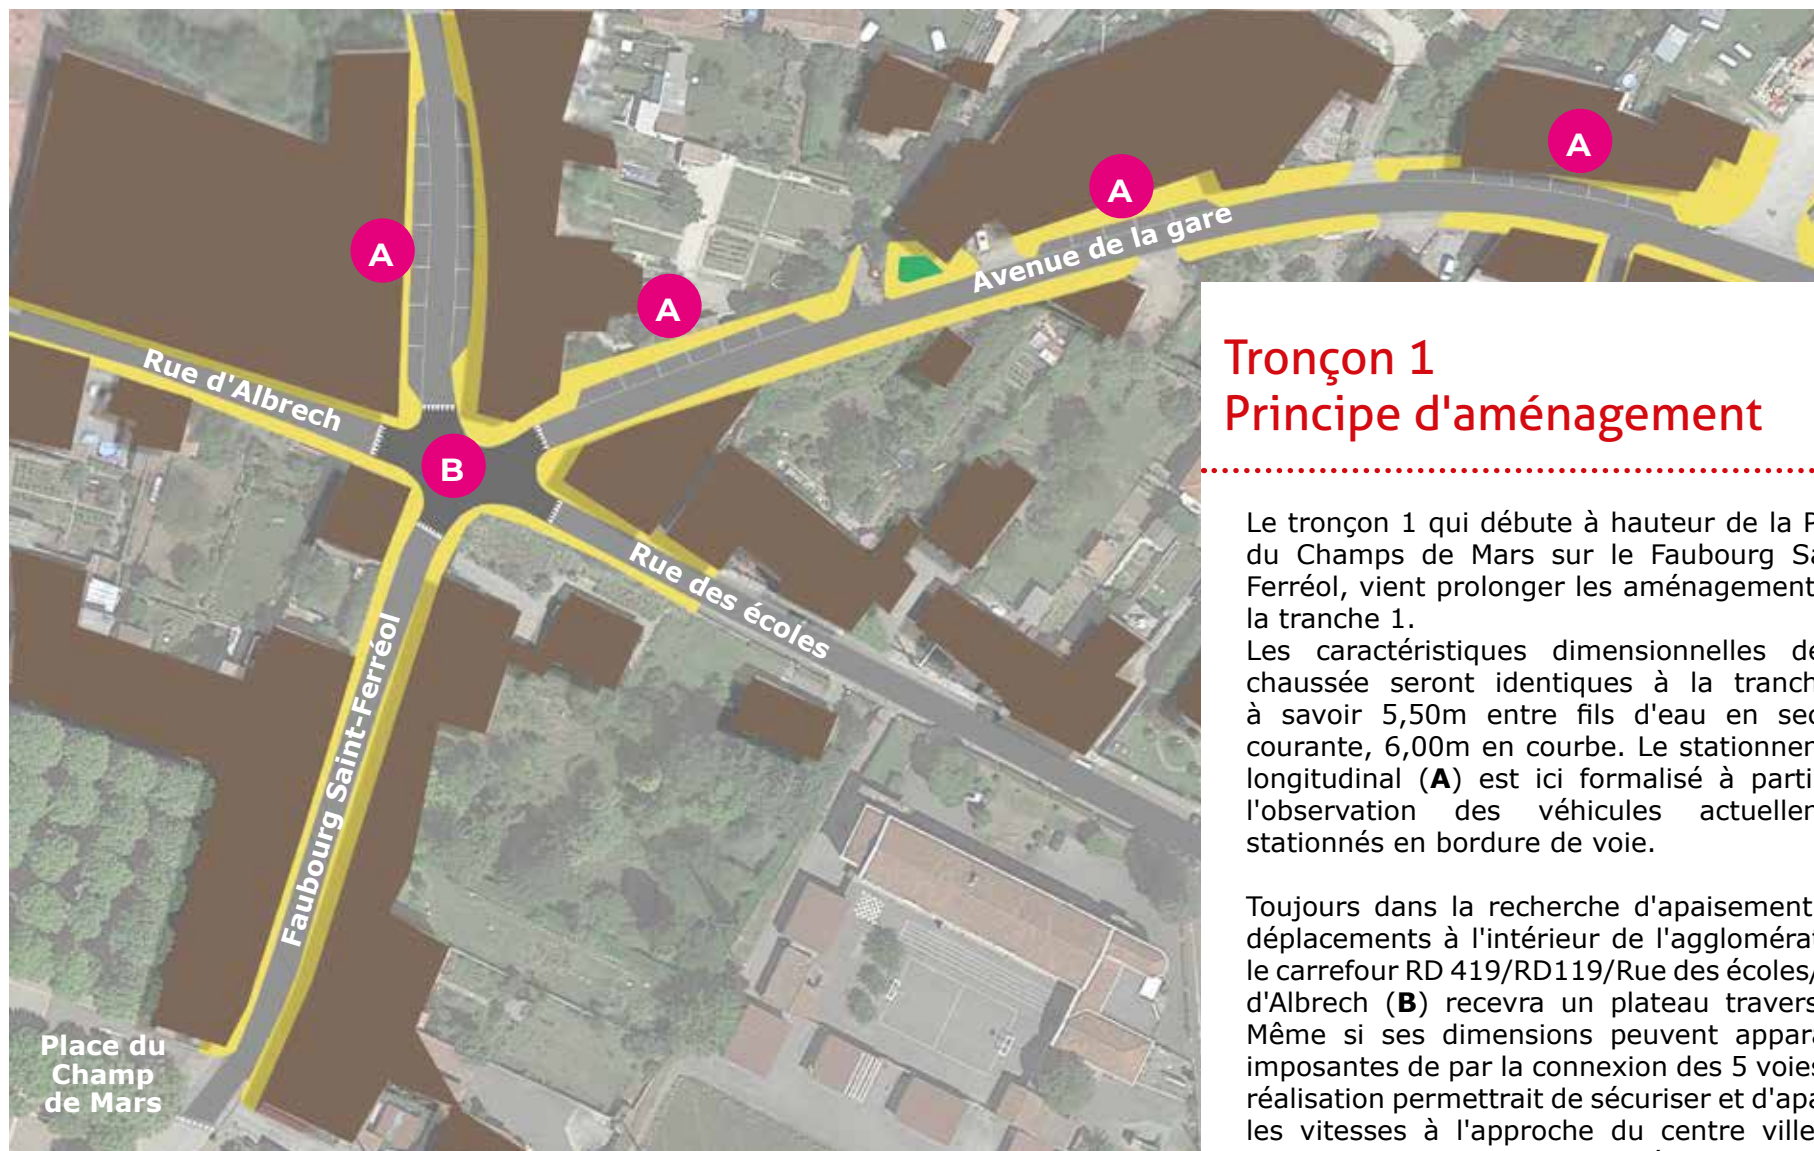 A
A
A
A
Avenue de la gare
Rue d'Albrech
B
Rue des écoles
Faubourg Saint-Ferréol
Place du
Champ
de Mars
Tronçon 1
Principe d'aménagement
Le tronçon 1 qui débute à hauteur de la
du Champs de Mars sur le Faubourg
Ferréol, vient prolonger les
la tranche 1.
Les caractéristiques dimensionnelles
chaussée seront identiques à la
à savoir 5,50m entre fils d'eau en
courante, 6,00m en courbe. Le
longitudinal (A) est ici formalisé à
l'observation des véhicules
stationnés en bordure de voie.
Toujours dans la recherche d'apaisement
déplacements à l'intérieur de
le carrefour RD 419/RD119/Rue des écoles/
d'Albrech (B) recevra un plateau
Même si ses dimensions peuvent
imposantes de par la connexion des 5 voies
réalisation permettrait de sécuriser et
les vitesses à l'approche du centre ville